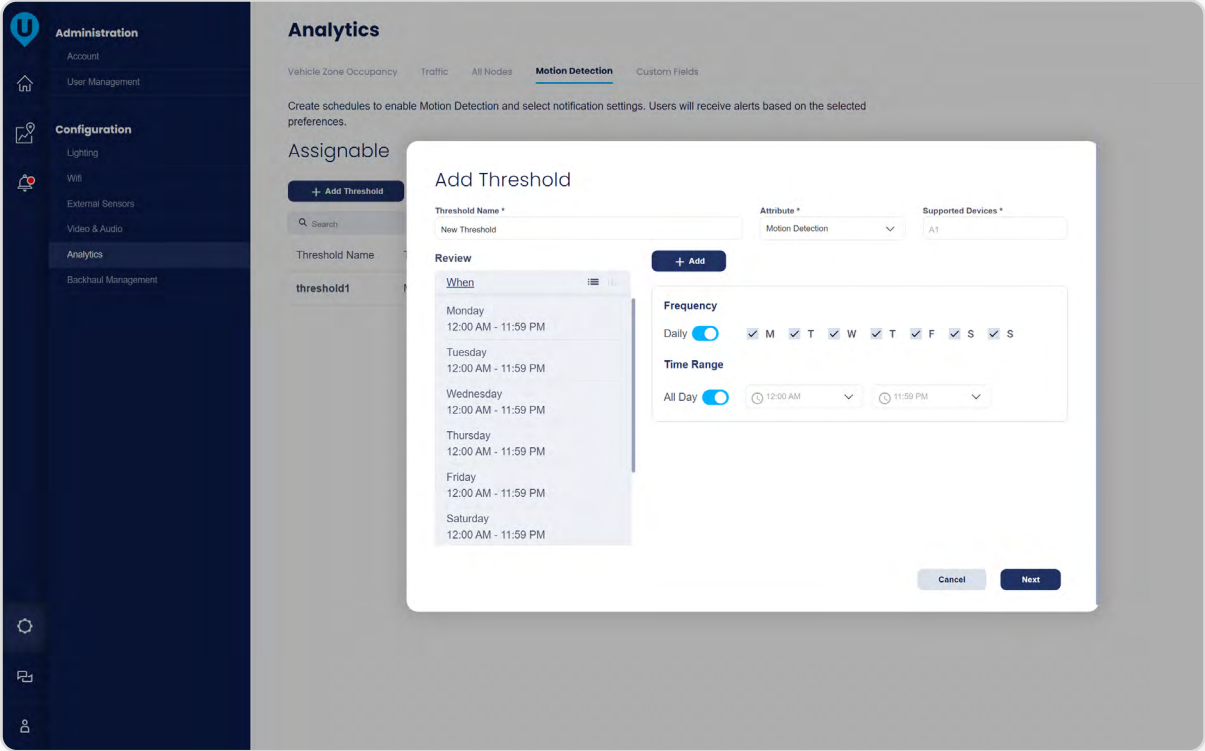 U
Administration
Account
User Management
Configuration
Lighting
Wifi
External Sensors
Video & Audio
Analytics
Backhaul Management
Analytics
Vehicle Zone Occupancy Traffic All Nodes Motion Detection Custom Fields
Create schedules to enable Motion Detection and select notification settings. Users will receive alerts based on the selected
preferences.
Assignable
+ Add Threshold
Search
Threshold Name
threshold1
Add Threshold
Threshold Name * Attribute * Supported Devices *
New Threshold Motion Detection A1
Review + Add
When
Monday
12:00 AM - 11:59 PM
Tuesday
12:00 AM - 11:59 PM
Wednesday
12:00 AM - 11:59 PM
Thursday
12:00 AM - 11:59 PM
Friday
12:00 AM - 11:59 PM
Saturday
12:00 AM - 11:59 PM
Frequency
Daily M T W T F S S
Time Range
All Day 12:00 AM 11:59 PM
Cancel Next